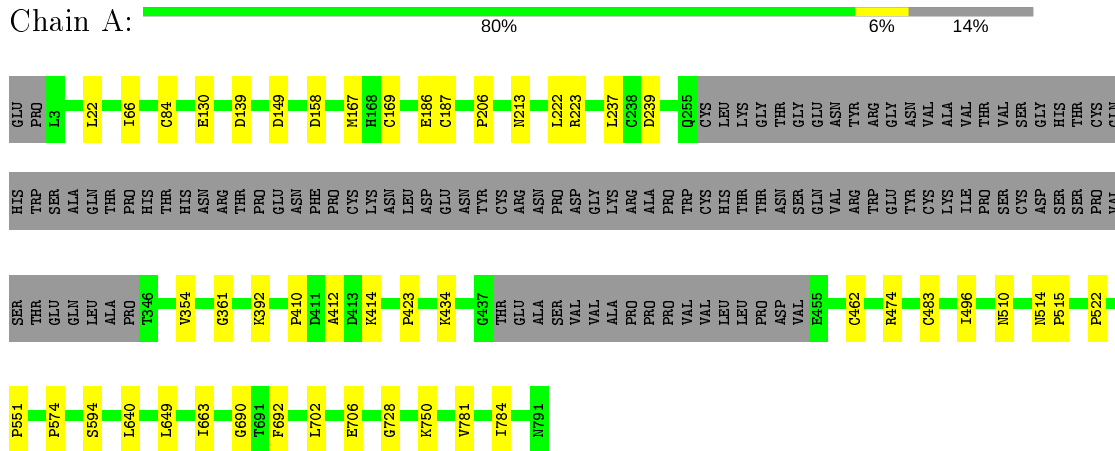 Chain A:
80% 6% 14%
GLU PRO L3 L22 I66 C84 E130 D139 D149 D158 M167 H168 C169 E186 C187 P206 N213 L222 R223 L237 C238 D239 Q255 CYS LEU LYS GLY THR GLY GLU ASN TYR ARG GLY ASN VAL ALA VAL THR VAL SER GLY HIS THR CYS GLN
HIS TRP SER ALA GLN THR PRO HIS THR HIS ASN ARG THR PRO GLU ASN PHE PRO CYS LYS ASN LEU ASP GLU ASN TYR CYS ARG ASN PRO ASP GLY LYS ARG ALA PRO TRP CYS HIS THR THR ASN SER GLN VAL ARG TRP GLU TYR CYS LYS ILE PRO SER CYS ASP SER SER PRO VAL
SER THR GLU GLN LEU ALA PRO T346 V354 G361 K392 P410 D411 A412 D413 K414 P423 K434 G437 THR GLU ALA SER VAL VAL ALA PRO PRO PRO VAL VAL LEU LEU PRO ASP VAL E455 C462 R474 C483 I496 N510 N514 P515 P522
P551 P574 S594 L640 L649 I663 G690 T691 F692 L702 E706 G728 K750 V781 I784 N791